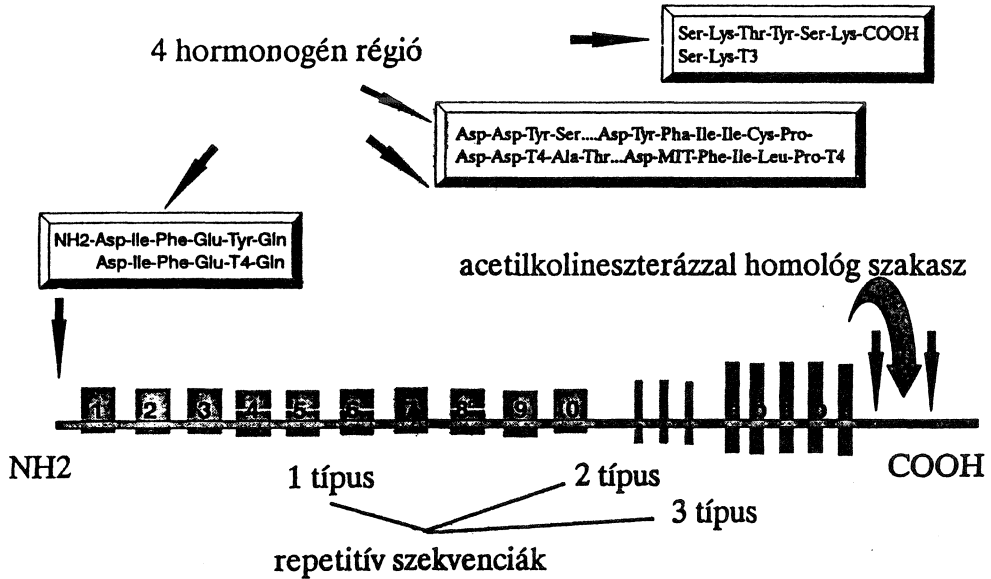 4 hormonogén régió
Ser-Lys-Thr-Tyr-Ser-Lys-COOH
Ser-Lys-T3
Asp-Asp-Tyr-Ser....Asp-Tyr-Pha-Ile-Ile-Cys-Pro-
Asp-Asp-T4-Ala-Thr...Asp-MIT-Phe-Ile-Leu-Pro-T4
NH2-Asp-Ile-Phe-Glu-Tyr-Gln
Asp-Ile-Phe-Glu-T4-Gln
acetilkolineszterázzal homológ szakasz
1 2 3 4 5 6 7 8 9 0
NH2
COOH
1 típus
2 típus
3 típus
repetitív szekvenciák